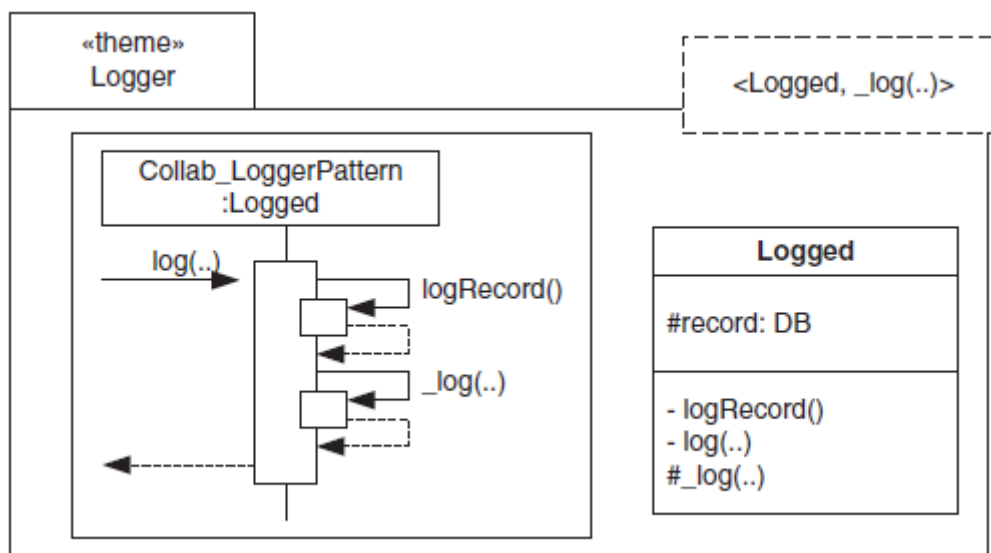 «theme»
Logger
<Logged, _log(..)>
Collab_LoggerPattern
:Logged
log(..)
logRecord()
_log(..)
Logged
#record: DB
- logRecord()
- log(..)
#_log(..)